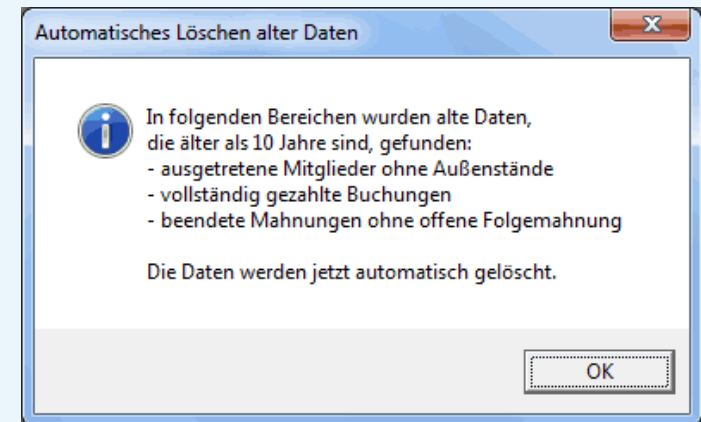 Automatisches Löschen alter Daten
In folgenden Bereichen wurden alte Daten,
die älter als 10 Jahre sind, gefunden:
- ausgetretene Mitglieder ohne Außenstände
- vollständig gezahlte Buchungen
- beendete Mahnungen ohne offene Folgemahnung
Die Daten werden jetzt automatisch gelöscht.
OK